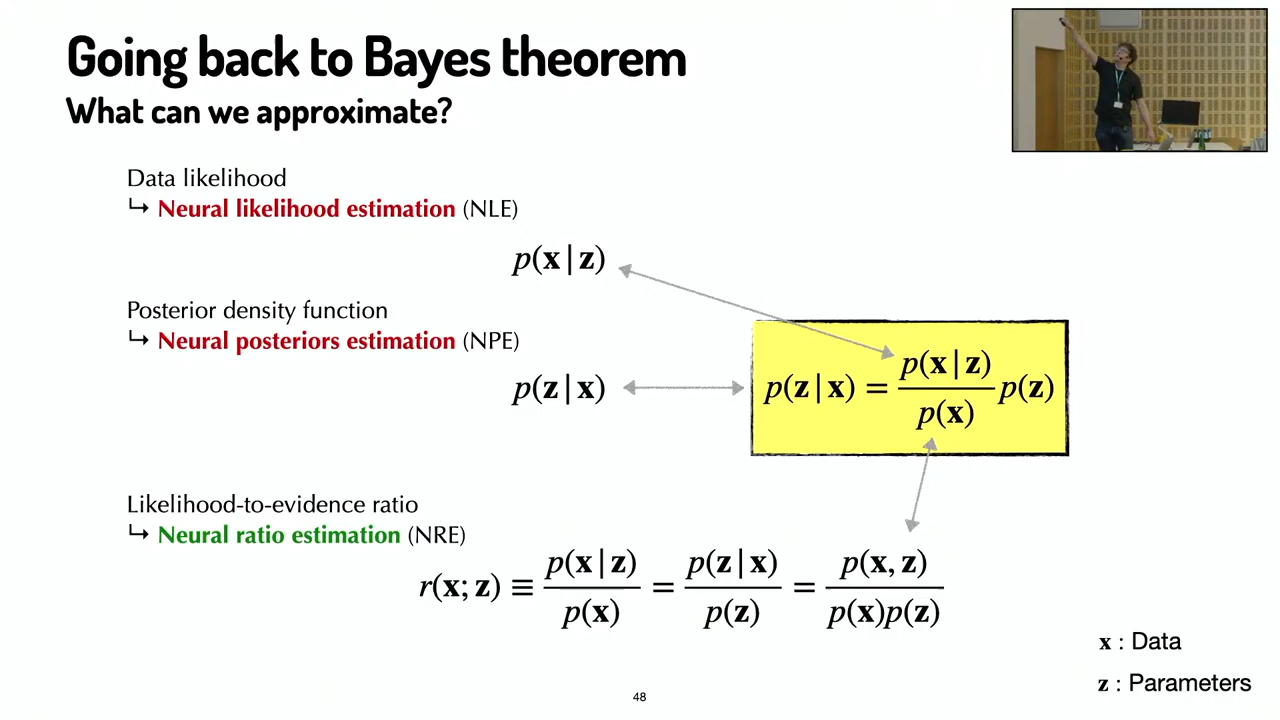 Going back to Bayes theorem
What can we approximate?
Data likelihood
↳ Neural likelihood estimation (NLE)
p(x | z)
Posterior density function
↳ Neural posteriors estimation (NPE)
p(z | x)
p(z | x) = p(x | z) / p(x) p(z)
Likelihood-to-evidence ratio
↳ Neural ratio estimation (NRE)
r(x; z) ≡ p(x | z) / p(x) = p(z | x) / p(z) = p(x, z) / p(x)p(z)
x : Data
z : Parameters
48